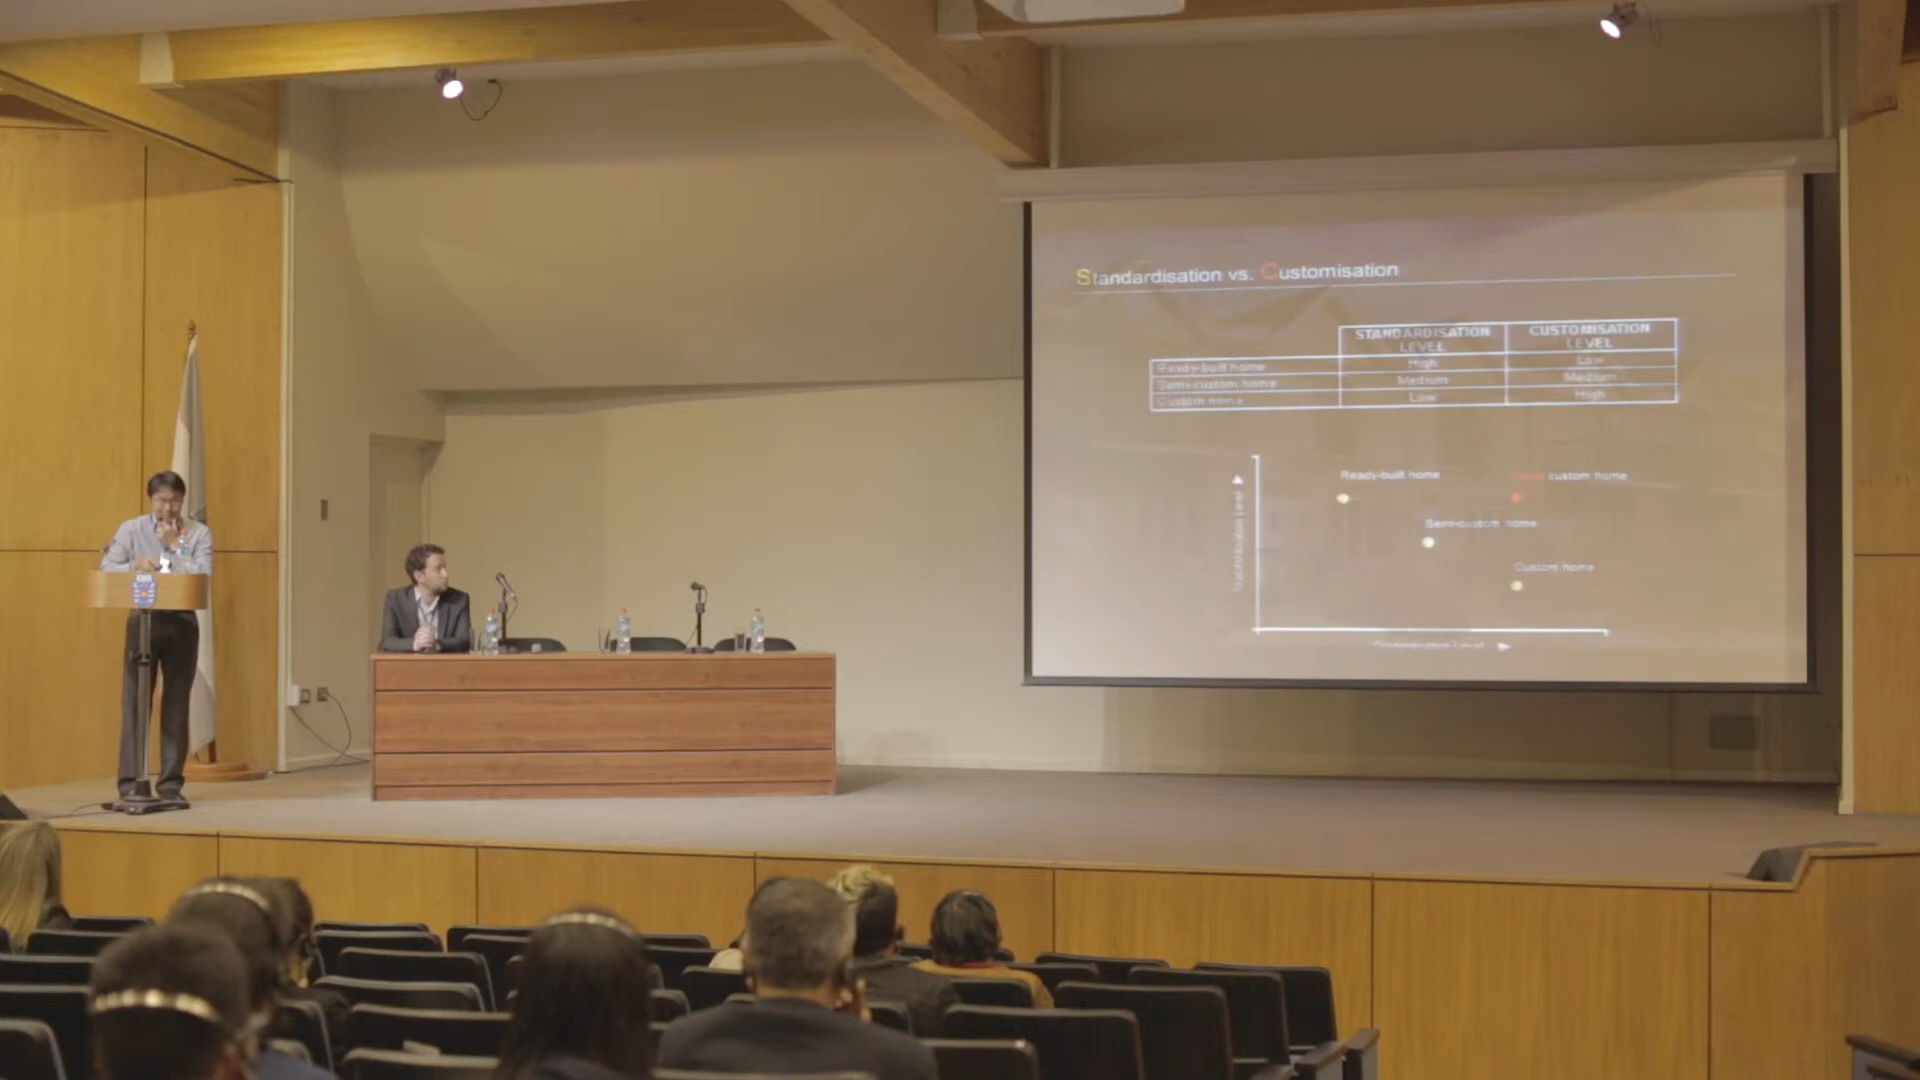 Standardisation vs. Customisation
STANDARDISATION LEVEL
CUSTOMISATION LEVEL
Ready-built home High Low
Semi-custom home Medium Medium
Custom home Low High
Ready-built home
custom home
Semi-custom home
Custom home